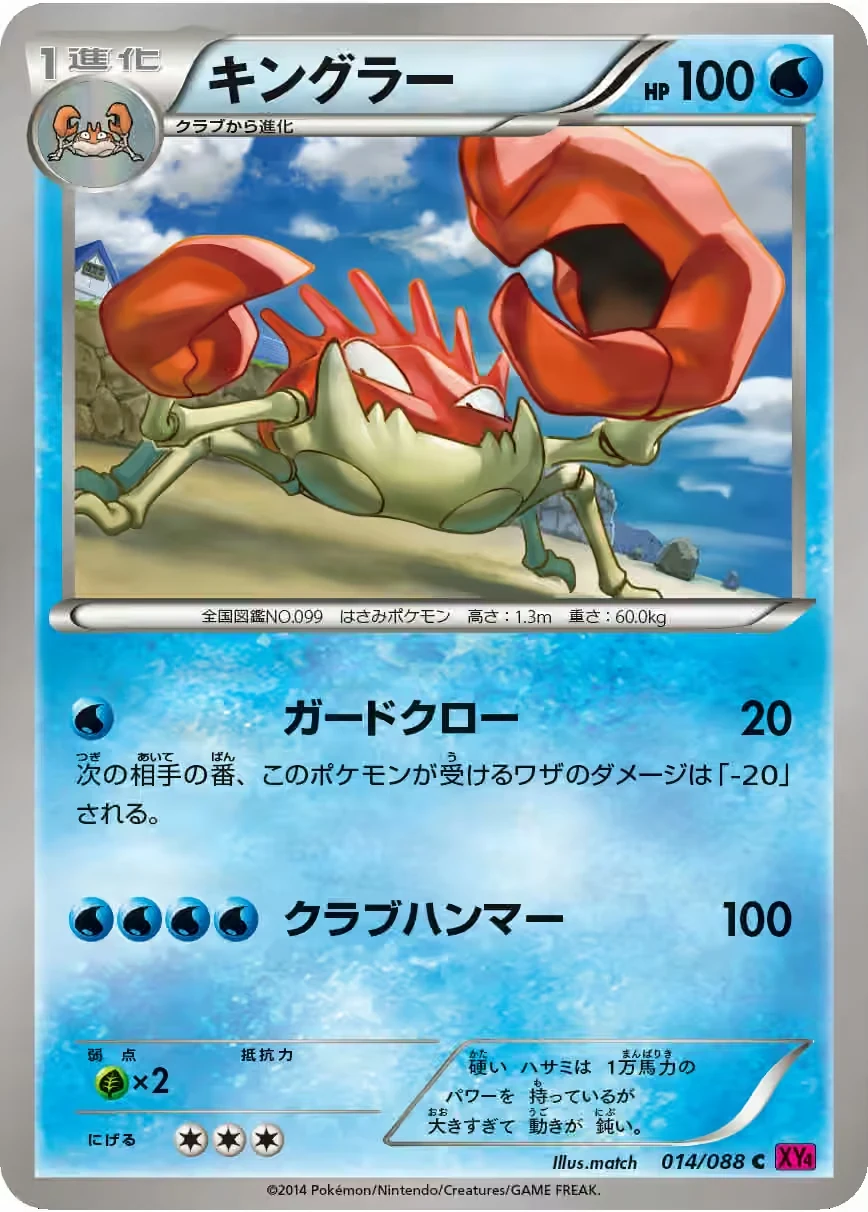 1進化
キングラー
HP 100
クラブから進化
全国図鑑NO.099 はさみポケモン 高さ:1.3m 重さ:60.0kg
ガードクロー 20
次の相手の番、このポケモンが受けるワザのダメージは「-20」
される。
クラブハンマー 100
弱点 抵抗力
×2
にげる
硬い ハサミは 1万馬力の
パワーを 持っているが
大きすぎて 動きが 鈍い。
Illus.match 014/088 C XY4
©2014 Pokémon/Nintendo/Creatures/GAME FREAK.